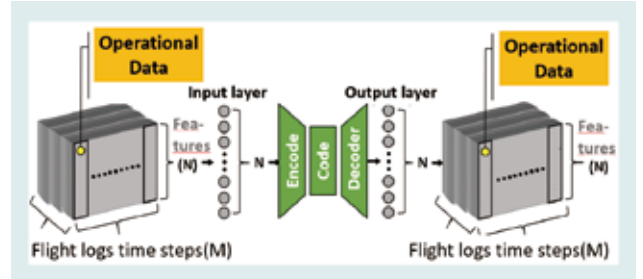 Operational
Data
Input layer
Fea-
tures
(N)
N
Encode
Code
Decoder
Output layer
N
Operational
Data
Fea-
tures
(N)
Flight logs time steps(M)
Flight logs time steps(M)